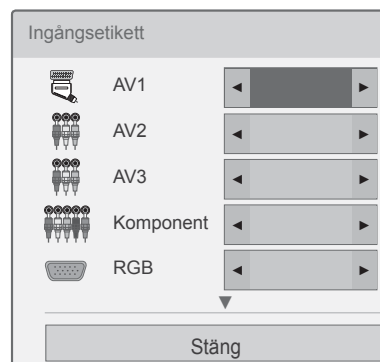 Ingångsetikett
AV1
AV2
AV3
Komponent
RGB
Stäng